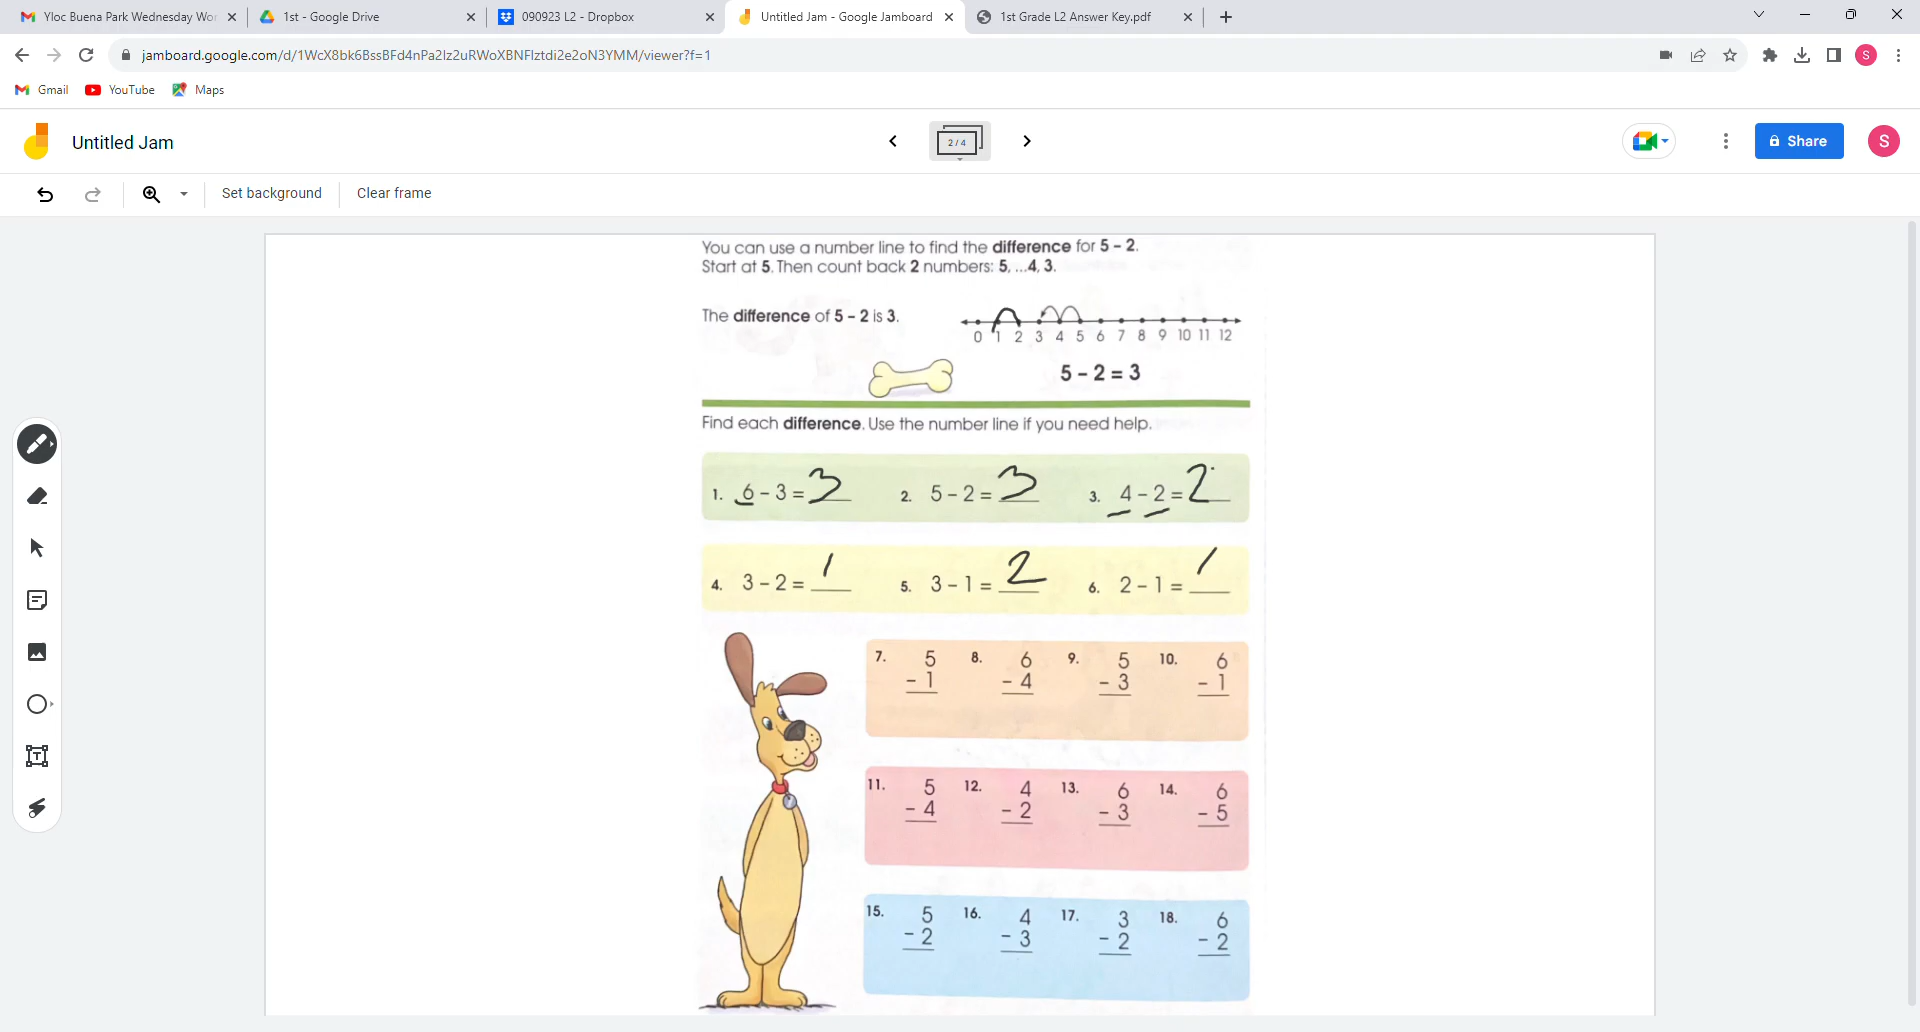 Yloc Buena Park Wednesday Wor
1st - Google Drive
090923 L2 - Dropbox
Untitled Jam - Google Jamboard
1st Grade L2 Answer Key.pdf
jamboard.google.com/d/1WcX8bk6BssBFd4nPa2lz2uRWoXBNFlztdi2e2oN3YMM/viewer?f=1
S
Gmail
YouTube
Maps
Untitled Jam
2 / 4
Share
S
Set background
Clear frame
You can use a number line to find the difference for 5 – 2.
Start at 5. Then count back 2 numbers: 5, ...4, 3.
The difference of 5 – 2 is 3.
0 1 2 3 4 5 6 7 8 9 10 11 12
5 – 2 = 3
Find each difference. Use the number line if you need help.
1. 6 – 3 = 3 2. 5 – 2 = 3 3. 4 – 2 = 2
4. 3 – 2 = 1 5. 3 – 1 = 2 6. 2 – 1 = 1
7. 5 8. 6 9. 5 10. 6
– 1 – 4 – 3 – 1
11. 5 12. 4 13. 6 14. 6
– 4 – 2 – 3 – 5
15. 5 16. 4 17. 3 18. 6
– 2 – 3 – 2 – 2